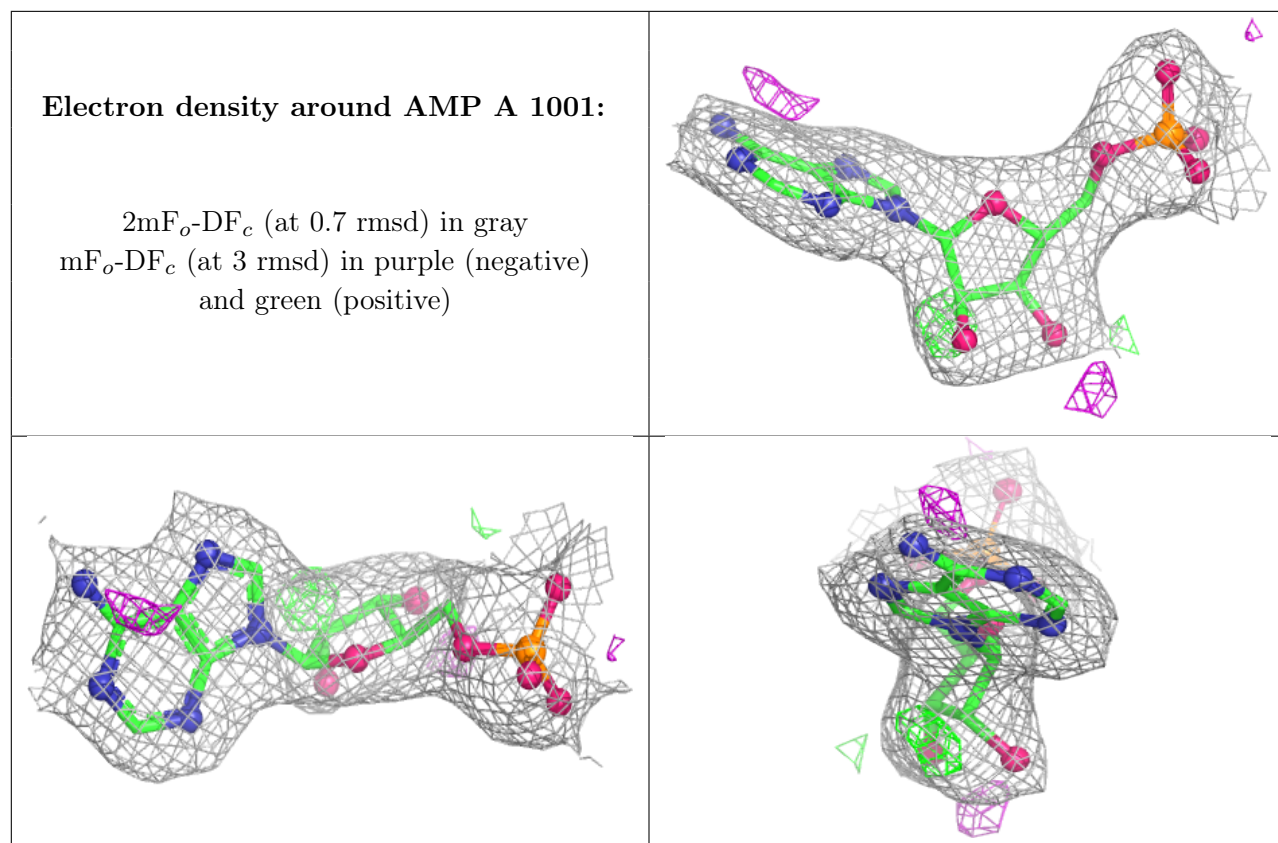 Electron density around AMP A 1001:
2mFₒ-DF𝒸 (at 0.7 rmsd) in gray
mFₒ-DF𝒸 (at 3 rmsd) in purple (negative)
and green (positive)